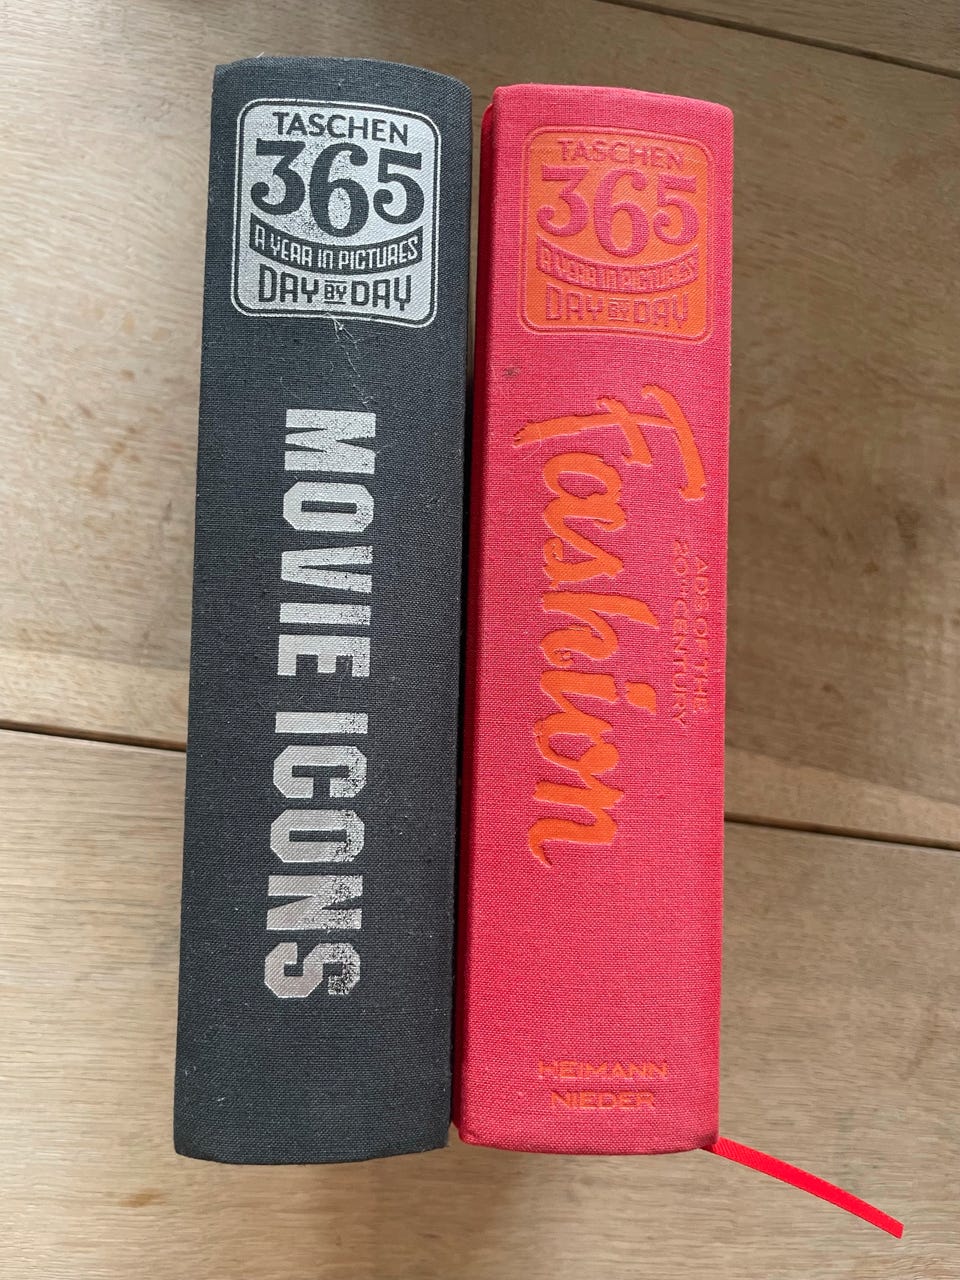 TASCHEN
365
A YEAR IN PICTURES
DAY BY DAY
MOVIE ICONS
TASCHEN
365
A YEAR IN PICTURES
DAY BY DAY
Fashion
ADS OF THE
20TH CENTURY
HEIMANN
NIEDER